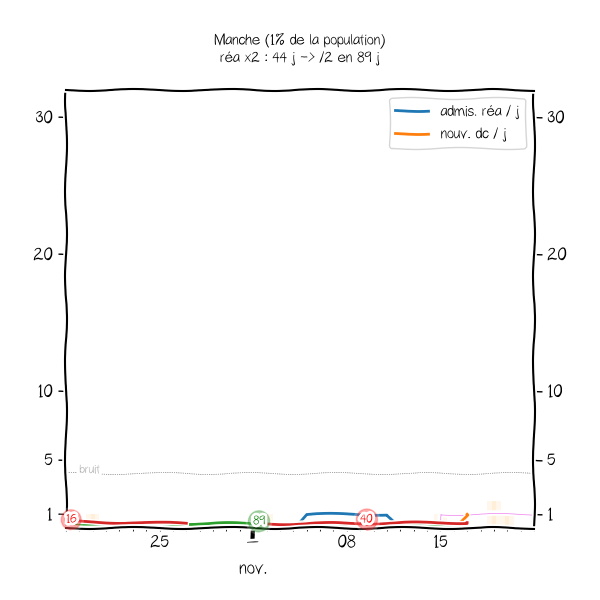 Manche (1% de la population)
réa x2 : 44 j -> /2 en 89 j
admis. réa / j
nouv. dc / j
30 30
20 20
10 10
5 5
bruit
1 1
16 89 40
25 08 15
nov.